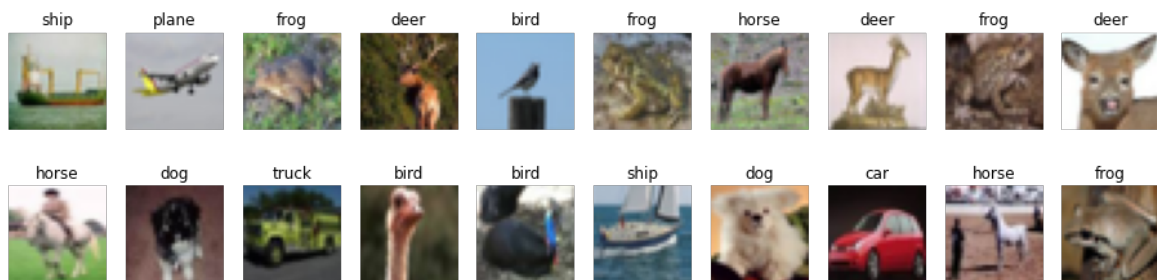 ship plane frog deer bird frog horse deer frog deer
horse dog truck bird bird ship dog car horse frog